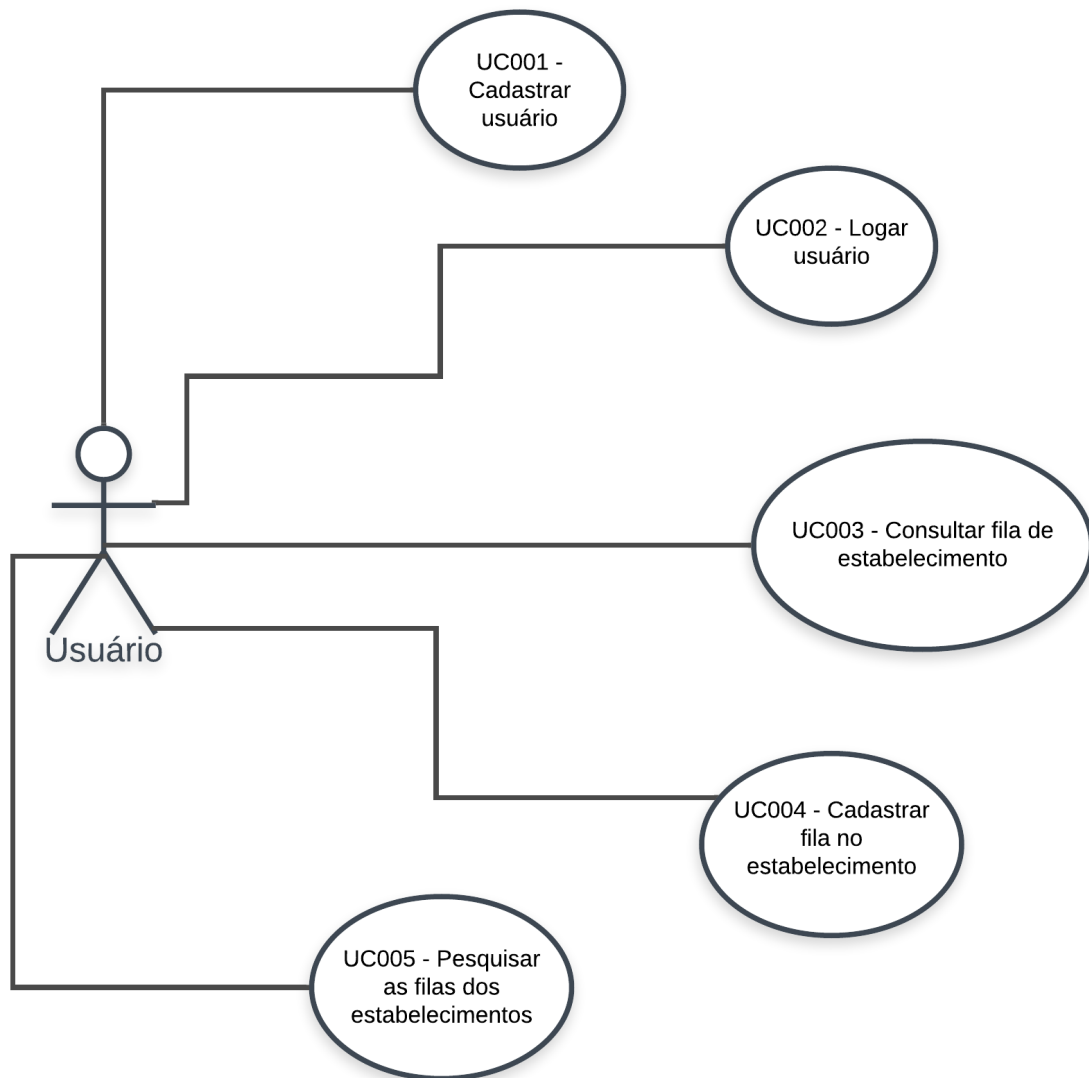 UC001 -
Cadastrar
usuário
UC002 - Logar
usuário
UC003 - Consultar fila de
estabelecimento
Usuário
UC004 - Cadastrar
fila no
estabelecimento
UC005 - Pesquisar
as filas dos
estabelecimentos